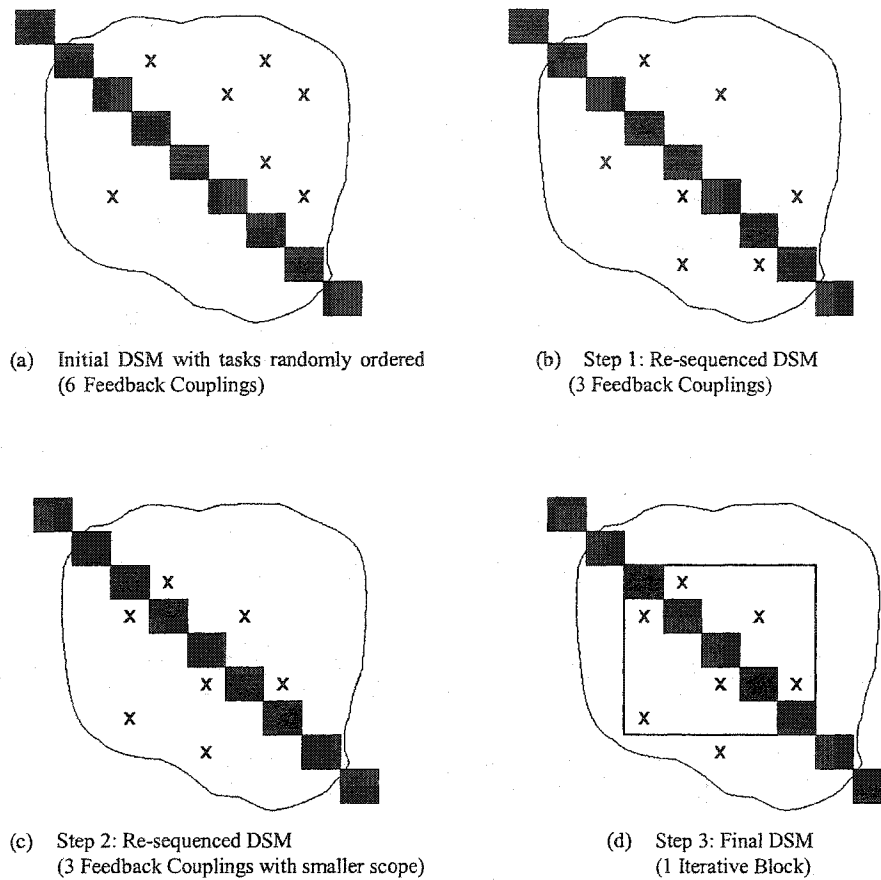 X X
X X
X
X X
X
X
X
X X
X X
(a) Initial DSM with tasks randomly ordered
(6 Feedback Couplings)
(b) Step 1: Re-sequenced DSM
(3 Feedback Couplings)
X
X X
X X
X
X
X
X X
X X
X
X
(c) Step 2: Re-sequenced DSM
(3 Feedback Couplings with smaller scope)
(d) Step 3: Final DSM
(1 Iterative Block)